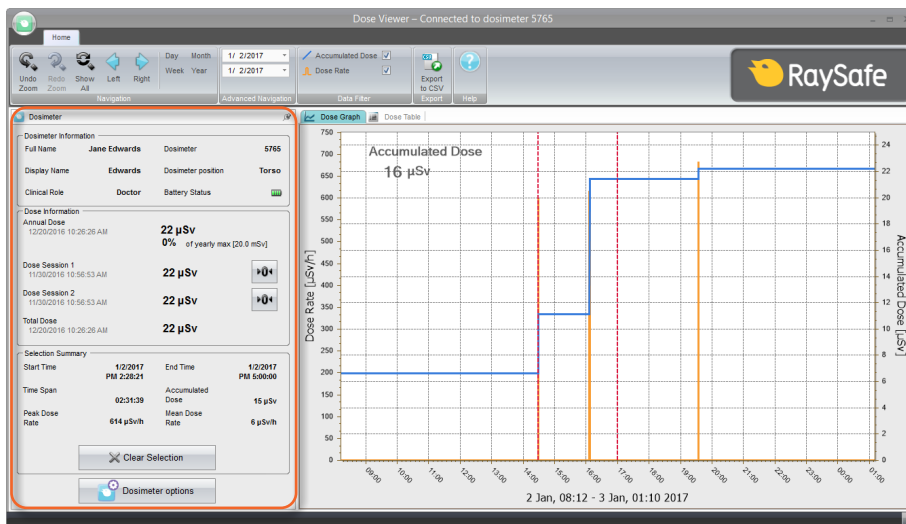 Dose Viewer – Connected to dosimeter 5765
Home
Undo Zoom
Redo Zoom
Show All
Left
Right
Day Month
Week Year
Navigation
1/ 2/2017
1/ 2/2017
Advanced Navigation
Accumulated Dose
Dose Rate
Data Filter
CSV
Export to CSV
Export
?
Help
RaySafe
Dosimeter
Dosimeter Information
Full Name Jane Edwards Dosimeter 5765
Display Name Edwards Dosimeter position Torso
Clinical Role Doctor Battery Status
Dose Information
Annual Dose
12/20/2016 10:26:26 AM
22 µSv
0% of yearly max [20.0 mSv]
Dose Session 1
11/30/2016 10:56:53 AM
22 µSv
0
Dose Session 2
11/30/2016 10:56:53 AM
22 µSv
0
Total Dose
12/20/2016 10:26:26 AM
22 µSv
Selection Summary
Start Time 1/2/2017 PM 2:28:21
End Time 1/2/2017 PM 5:00:00
Time Span 02:31:39
Accumulated Dose 15 µSv
Peak Dose Rate 614 µSv/h
Mean Dose Rate 6 µSv/h
Clear Selection
Dosimeter options
Dose Graph
Dose Table
Accumulated Dose
16 µSv
Dose Rate [µSv/h]
750
700
650
600
550
500
450
400
350
300
250
200
150
100
50
0
24
22
20
18
16
14
12
10
8
6
4
2
0
Accumulated Dose [µSv]
09:00 10:00 11:00 12:00 13:00 14:00 15:00 16:00 17:00 18:00 19:00 20:00 21:00 22:00 23:00 00:00 01:00
2 Jan, 08:12 - 3 Jan, 01:10 2017